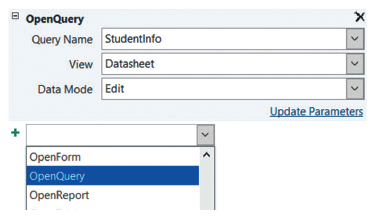 OpenQuery
Query Name StudentInfo
View Datasheet
Data Mode Edit
Update Parameters
OpenForm
OpenQuery
OpenReport